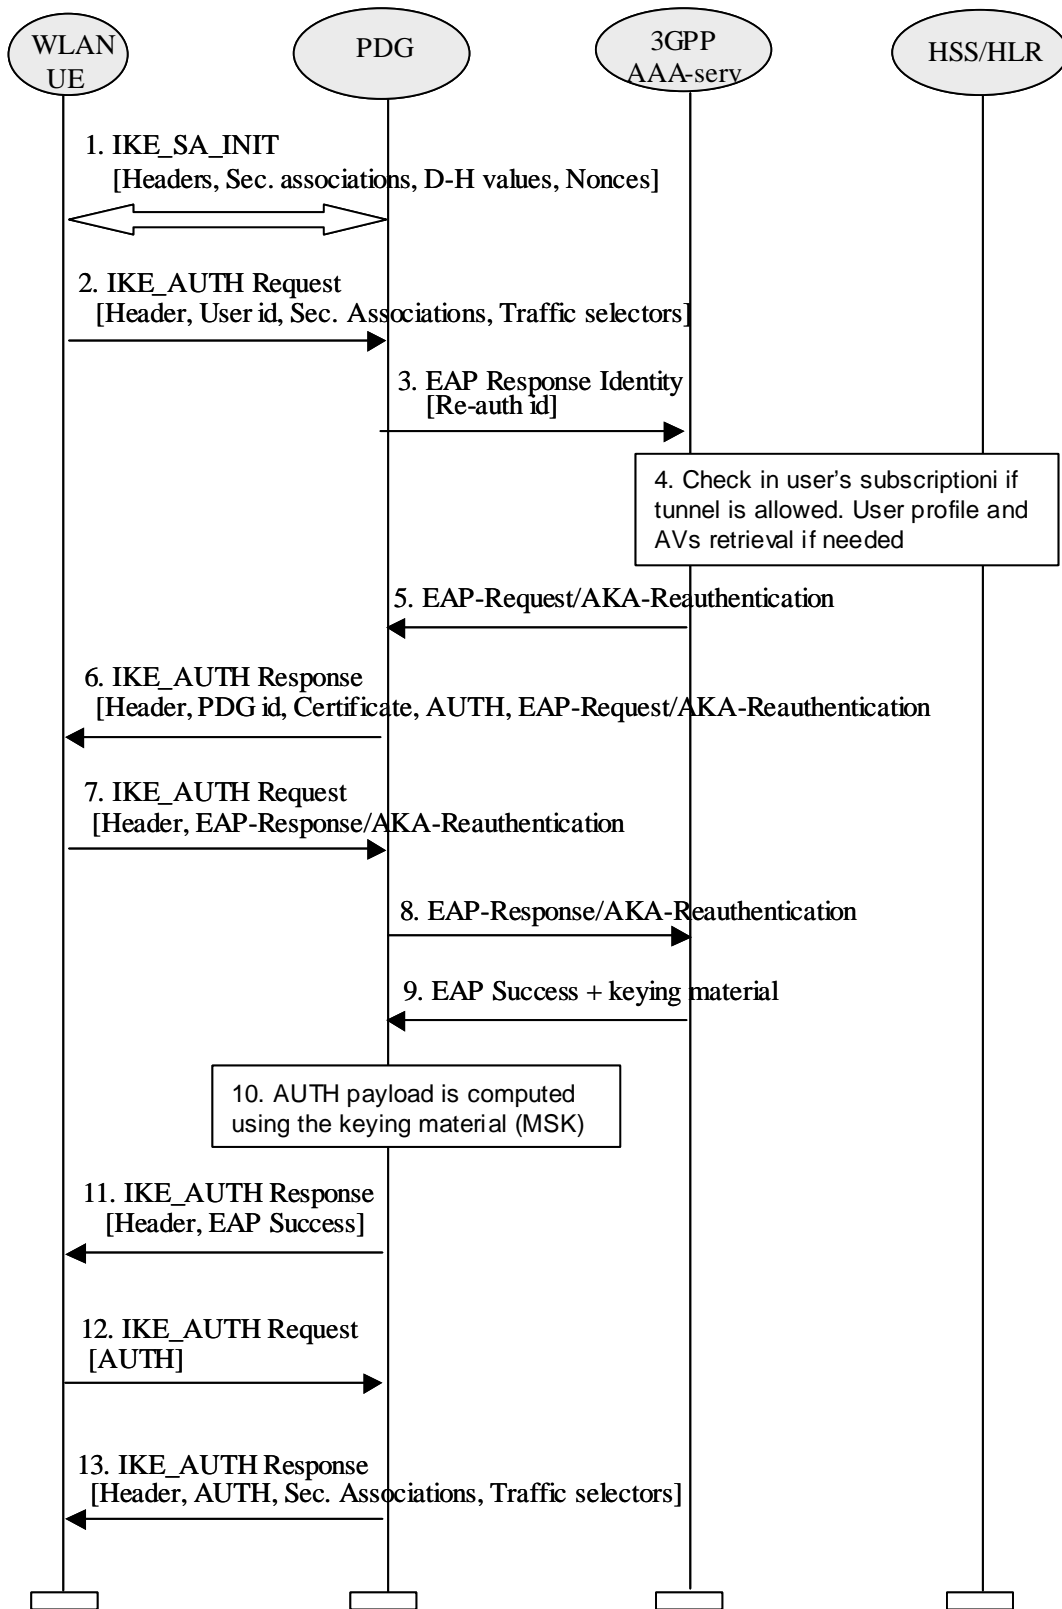 WLAN
UE
PDG
3GPP
AAA-serv
HSS/HLR
1. IKE_SA_INIT
[Headers, Sec. associations, D-H values, Nonces]
2. IKE_AUTH Request
[Header, User id, Sec. Associations, Traffic selectors]
3. EAP Response Identity
[Re-auth id]
4. Check in user’s subscriptioni if
tunnel is allowed. User profile and
AVs retrieval if needed
5. EAP-Request/AKA-Reauthentication
6. IKE_AUTH Response
[Header, PDG id, Certificate, AUTH, EAP-Request/AKA-Reauthentication
7. IKE_AUTH Request
[Header, EAP-Response/AKA-Reauthentication
8. EAP-Response/AKA-Reauthentication
9. EAP Success + keying material
10. AUTH payload is computed
using the keying material (MSK)
11. IKE_AUTH Response
[Header, EAP Success]
12. IKE_AUTH Request
[AUTH]
13. IKE_AUTH Response
[Header, AUTH, Sec. Associations, Traffic selectors]